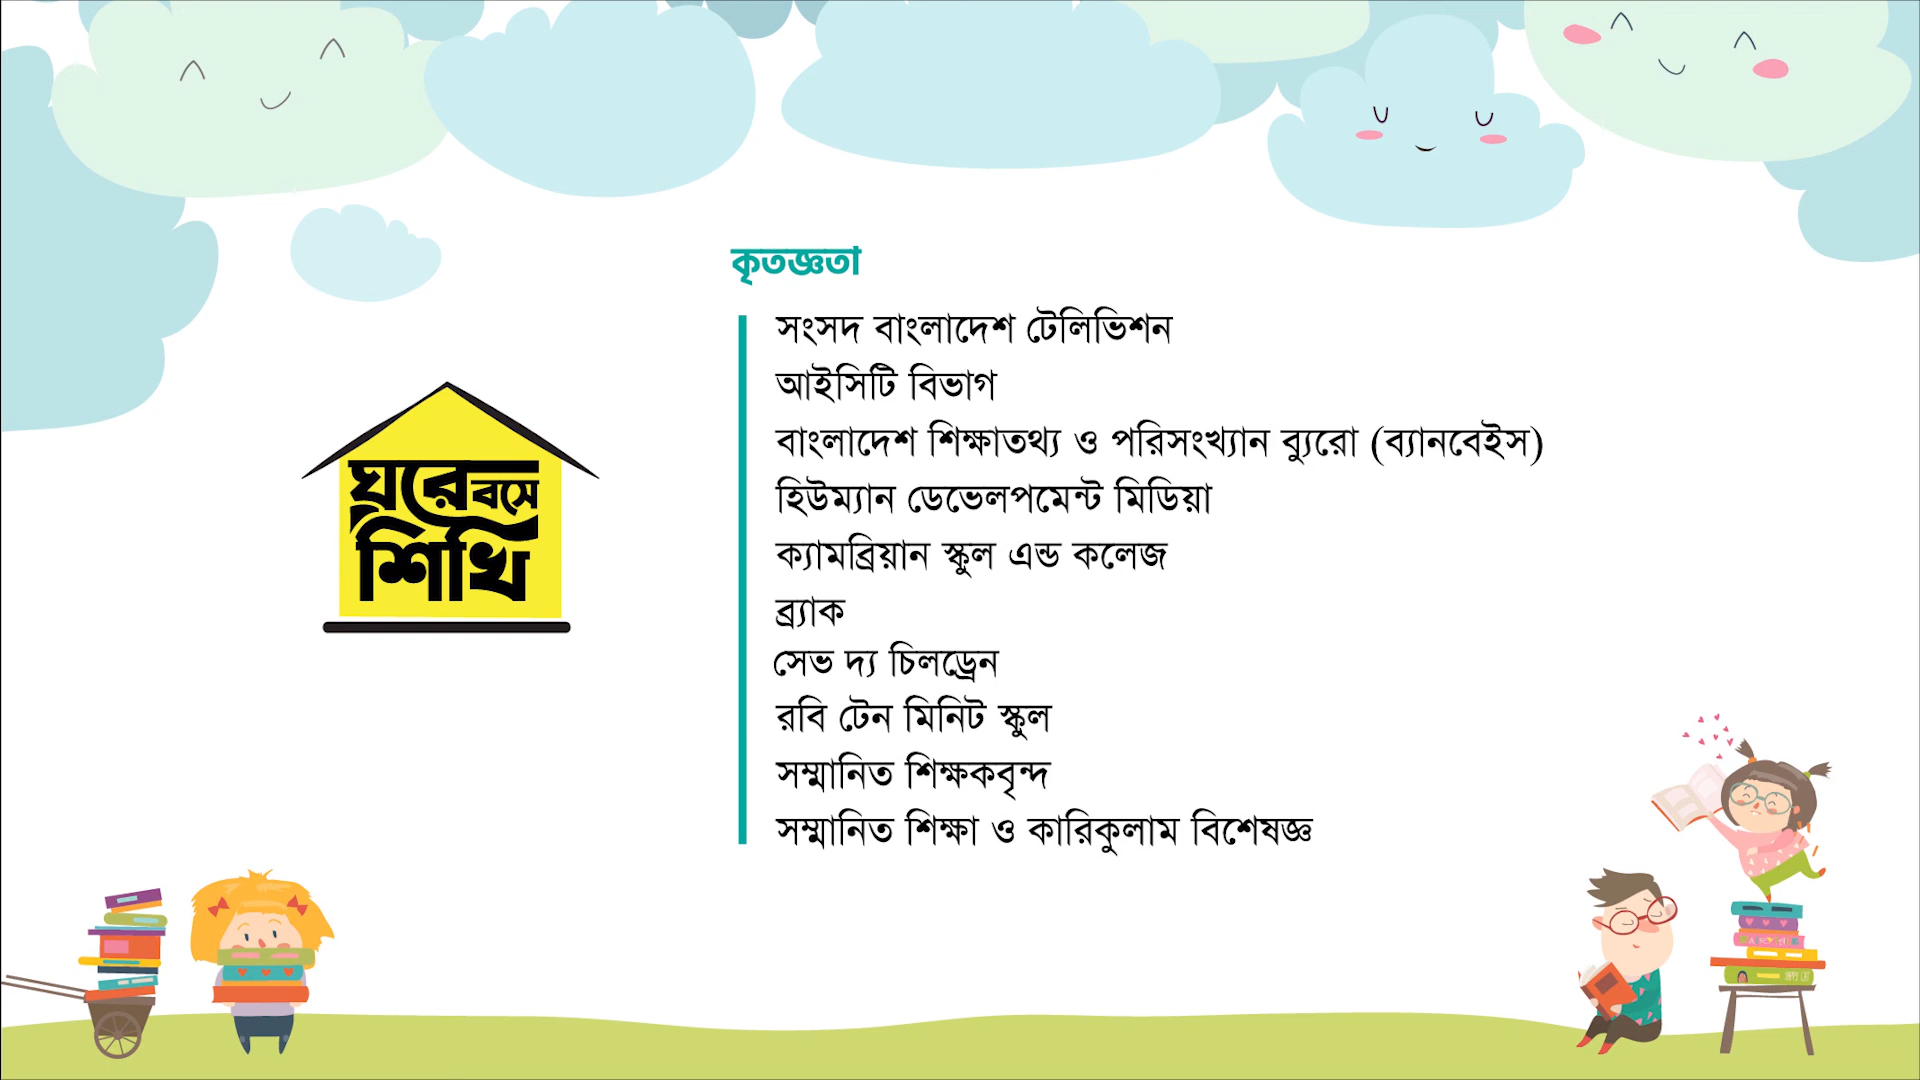 ঘরে বসে
শিখি
কৃতজ্ঞতা
সংসদ বাংলাদেশ টেলিভিশন
আইসিটি বিভাগ
বাংলাদেশ শিক্ষাতথ্য ও পরিসংখ্যান ব্যুরো (ব্যানবেইস)
হিউম্যান ডেভেলপমেন্ট মিডিয়া
ক্যামব্রিয়ান স্কুল এন্ড কলেজ
ব্র্যাক
সেভ দ্য চিলড্রেন
রবি টেন মিনিট স্কুল
সম্মানিত শিক্ষকবৃন্দ
সম্মানিত শিক্ষা ও কারিকুলাম বিশেষজ্ঞ